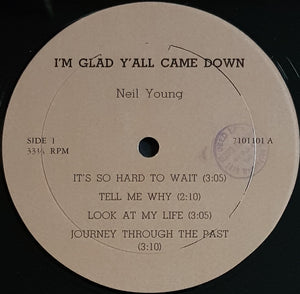 I'M GLAD Y'ALL CAME DOWN
Neil Young
SIDE 1
33⅓ RPM
7101101 A
IT'S SO HARD TO WAIT (3:05)
TELL ME WHY (2:10)
LOOK AT MY LIFE (3:05)
JOURNEY THROUGH THE PAST
(3:10)